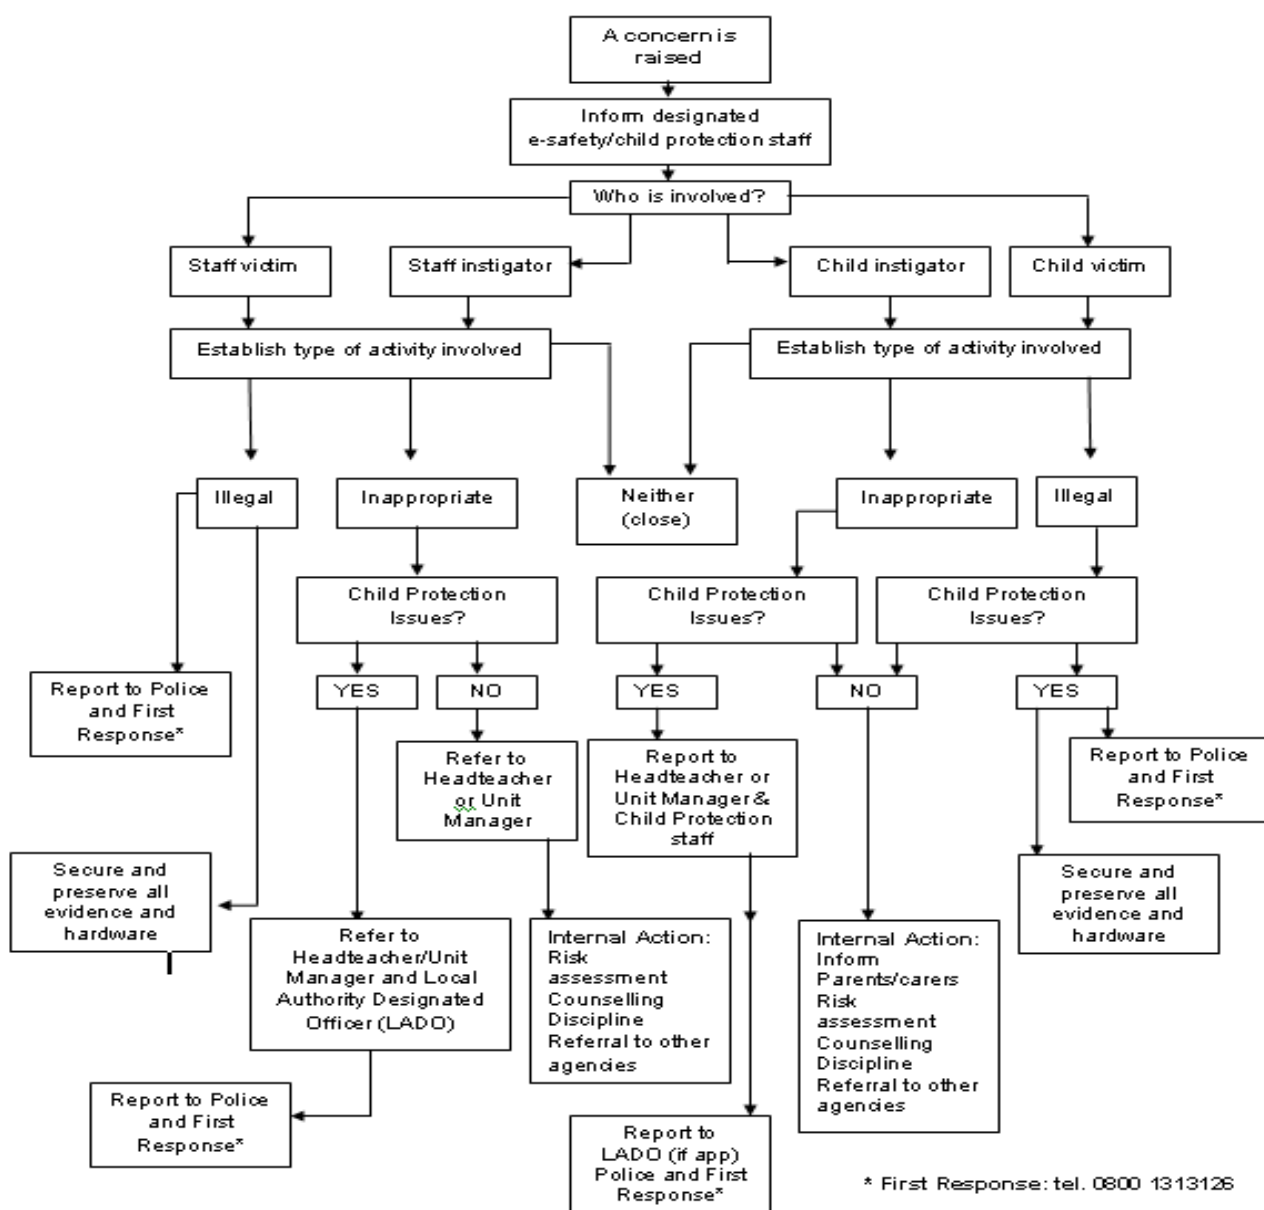 A concern is
raised
Inform designated
e-safety/child protection staff
Who is involved?
Staff victim
Staff instigator
Child instigator
Child victim
Establish type of activity involved
Establish type of activity involved
Illegal
Inappropriate
Neither
(close)
Inappropriate
Illegal
Child Protection
Issues?
Child Protection
Issues?
Child Protection
Issues?
Report to Police
and First
Response*
YES
NO
YES
NO
YES
Refer to
Headteacher
or Unit
Manager
Report to
Headteacher or
Unit Manager &
Child Protection
staff
Report to Police
and First
Response*
Secure and
preserve all
evidence and
hardware
Secure and
preserve all
evidence and
hardware
Refer to
Headteacher/Unit
Manager and Local
Authority Designated
Officer (LADO)
Internal Action:
Risk
assessment
Counselling
Discipline
Referral to other
agencies
Internal Action:
Inform
Parents/carers
Risk
assessment
Counselling
Discipline
Referral to other
agencies
Report to Police
and First
Response*
Report to
LADO (if app)
Police and First
Response*
* First Response: tel. 0800 1313126